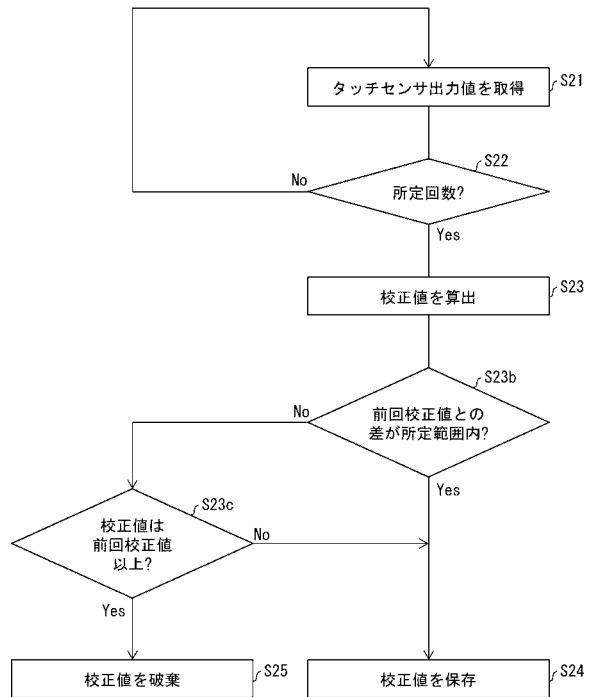 タッチセンサ出力値を取得
S21
S22
No
所定回数?
Yes
校正値を算出
S23
S23b
No
前回校正値との
差が所定範囲内?
Yes
S23c
校正値は
前回校正値
以上?
No
Yes
校正値を破棄
S25
校正値を保存
S24